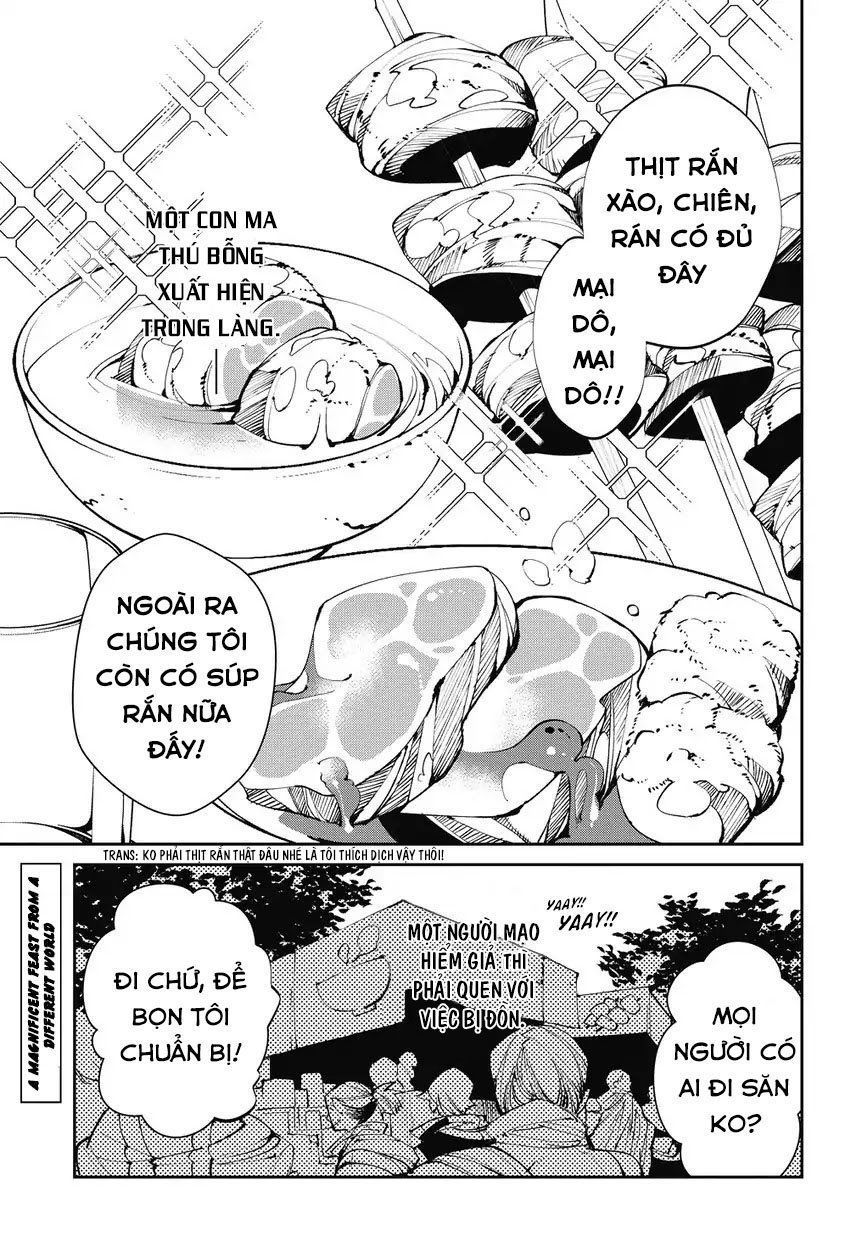 THỊT RẮN
XÀO, CHIÊN,
RÁN CÓ ĐỦ
ĐÂY
MẠI
DÔ,
MẠI
DÔ!!
MỘT CON MA
THÚ BỖNG
XUẤT HIỆN
TRONG LÀNG.
NGOÀI RA
CHÚNG TÔI
CÒN CÓ SÚP
RẮN NỮA
ĐẤY!
TRANS: KO PHẢI THỊT RẮN THẬT ĐÂU NHÉ LÀ TÔI THÍCH DỊCH VẬY THÔI!
A MAGNIFICENT FEAST FROM A
DIFFERENT WORLD
YAAY!!
YAAY!!
MỌI
NGƯỜI CÓ
AI ĐI SĂN
KO?
MỘT NGƯỜI MẠO
HIỂM GIẢ THÌ
PHẢI QUEN VỚI
VIỆC BỊ ĐÒN.
ĐI CHỨ, ĐỂ
BỌN TÔI
CHUẨN BỊ!